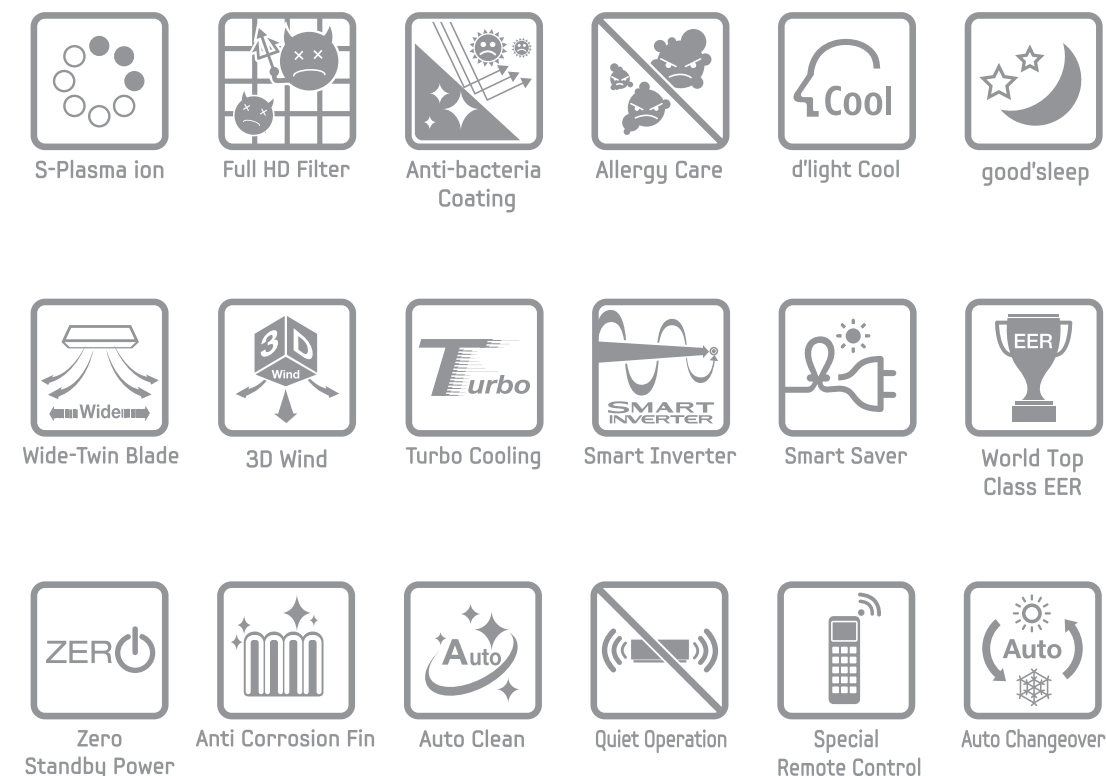 Cool
S-Plasma ion
Full HD Filter
Anti-bacteria
Coating
Allergy Care
d'light Cool
good'sleep
Wide
3D
Wind
Turbo
SMART
INVERTER
EER
Wide-Twin Blade
3D Wind
Turbo Cooling
Smart Inverter
Smart Saver
World Top
Class EER
ZERO
Auto
Auto
Zero
Standby Power
Anti Corrosion Fin
Auto Clean
Quiet Operation
Special
Remote Control
Auto Changeover